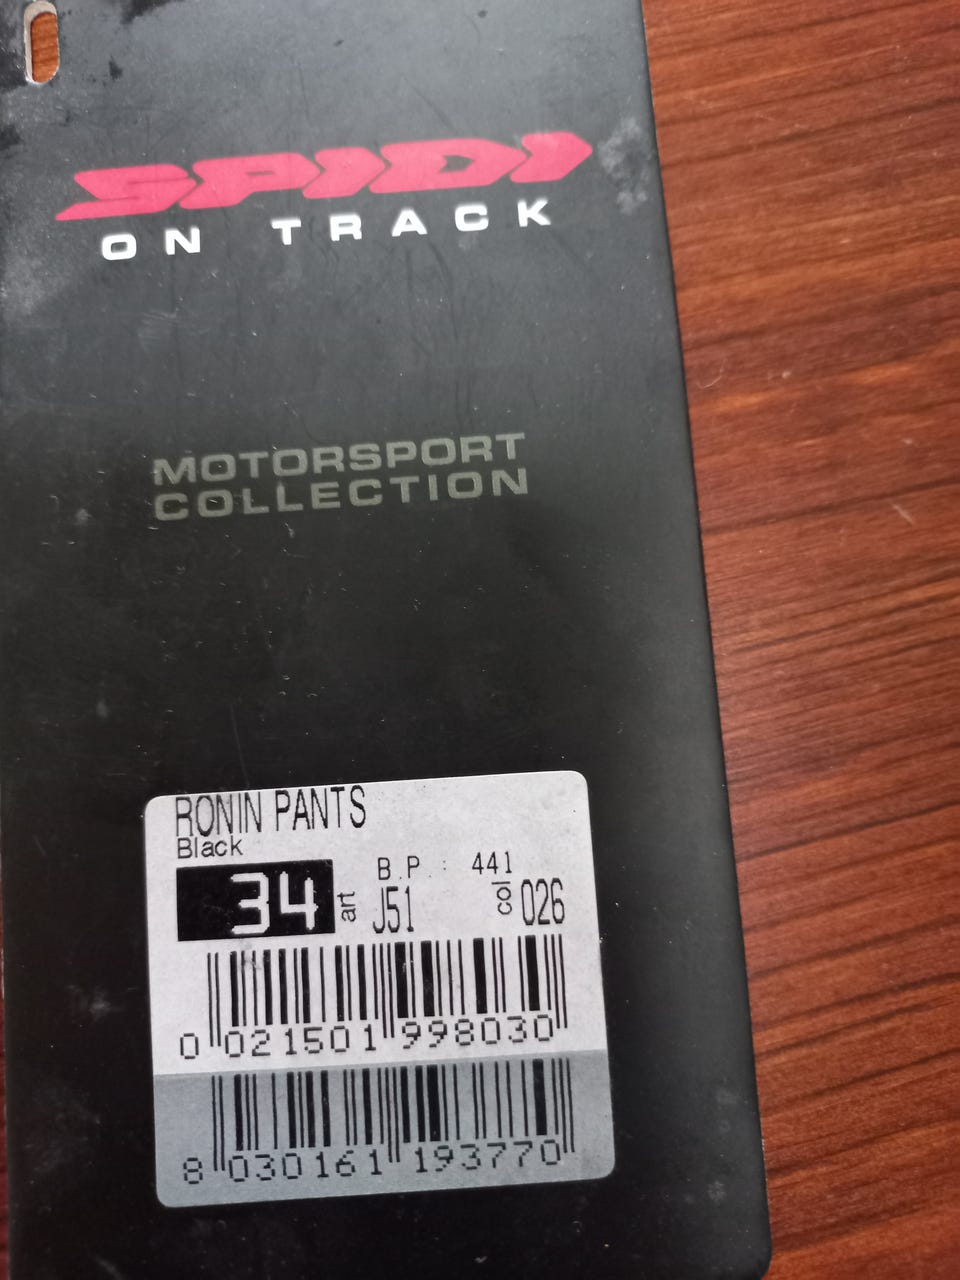 SPIDI
ON TRACK
MOTORSPORT
COLLECTION
RONIN PANTS
Black
34 art J51 B.P.: 441 col 026
0 021501 998030
8 030161 193770